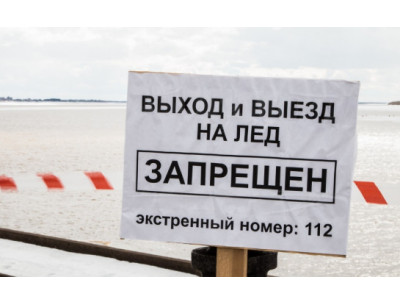 ВЫХОД и ВЫЕЗД
НА ЛЕД
ЗАПРЕЩЕН
экстренный номер: 112